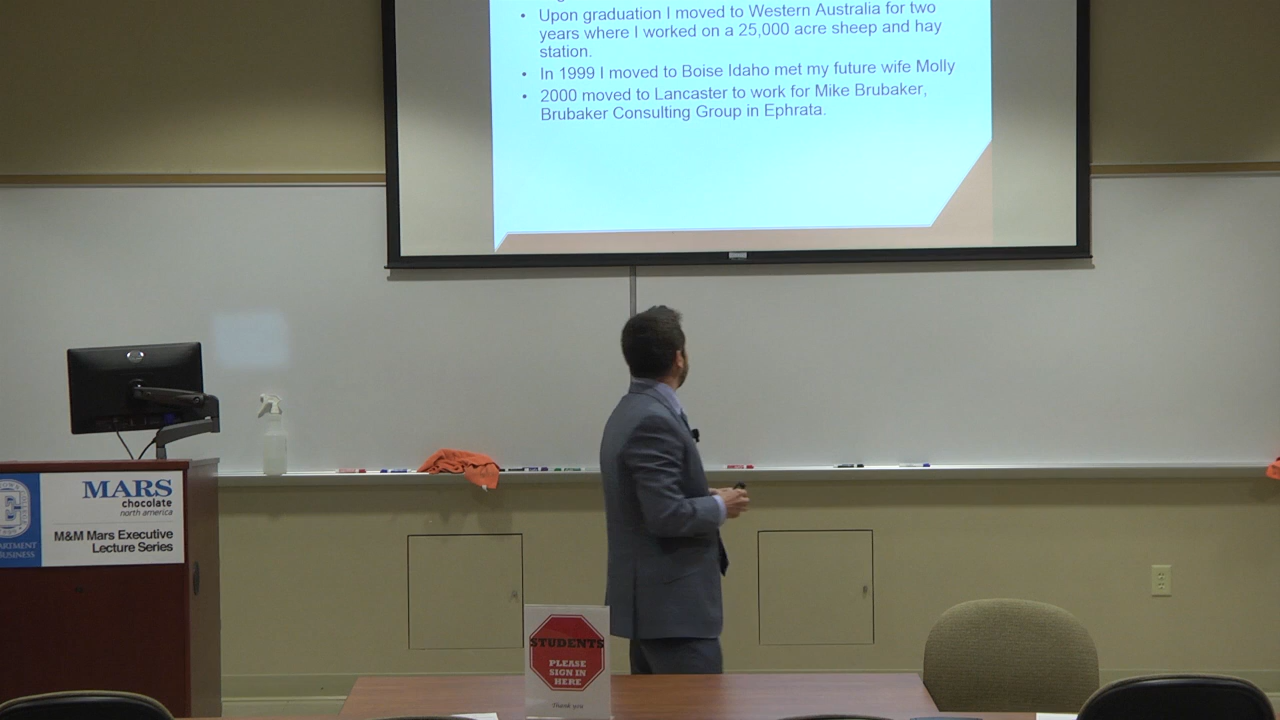 • Upon graduation I moved to Western Australia for two
years where I worked on a 25,000 acre sheep and hay
station.
• In 1999 I moved to Boise Idaho met my future wife Molly
• 2000 moved to Lancaster to work for Mike Brubaker,
Brubaker Consulting Group in Ephrata.
MARS
chocolate
north america
M&M Mars Executive
Lecture Series
STUDENTS
PLEASE
SIGN IN
HERE
Thank you